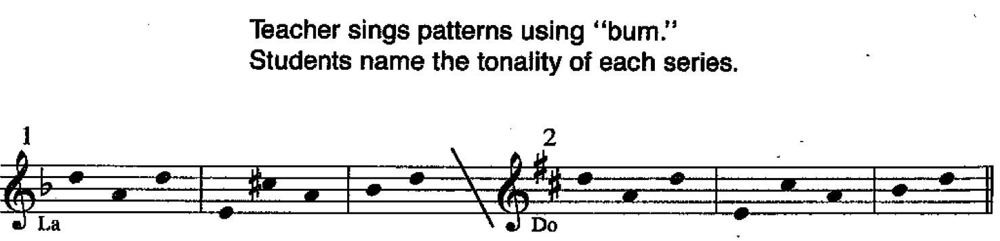 Teacher sings patterns using “bum.”
Students name the tonality of each series.
1 2
La Do